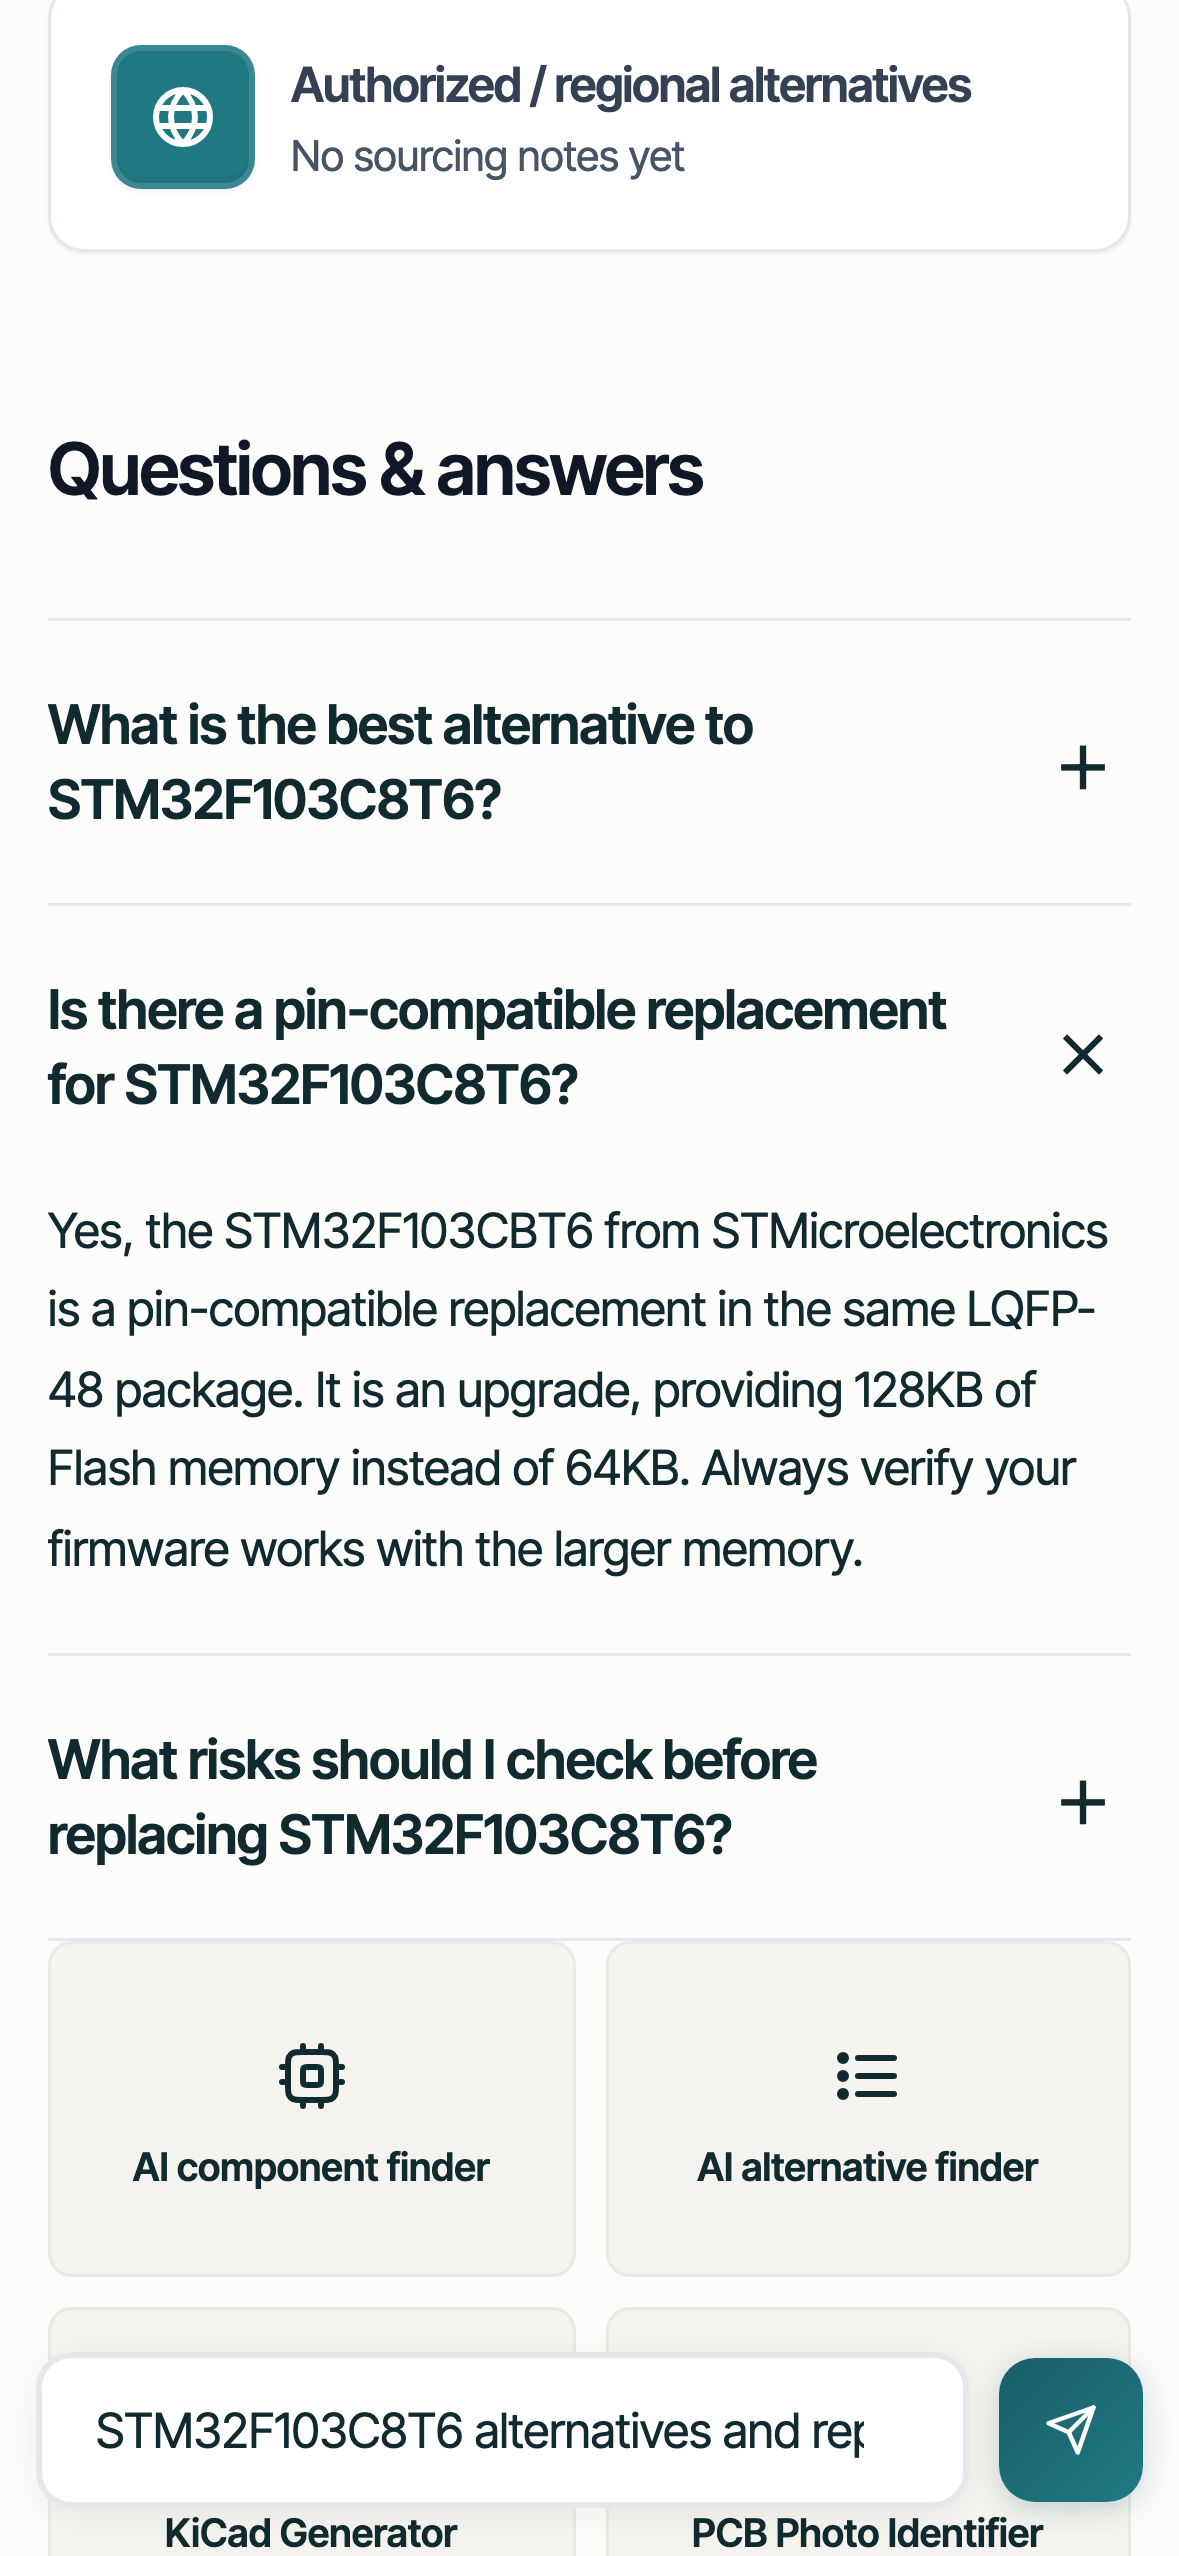 Authorized / regional alternatives
No sourcing notes yet
Questions & answers
What is the best alternative to
STM32F103C8T6?
Is there a pin-compatible replacement
for STM32F103C8T6?
Yes, the STM32F103CBT6 from STMicroelectronics
is a pin-compatible replacement in the same LQFP-
48 package. It is an upgrade, providing 128KB of
Flash memory instead of 64KB. Always verify your
firmware works with the larger memory.
What risks should I check before
replacing STM32F103C8T6?
AI component finder
AI alternative finder
STM32F103C8T6 alternatives and rep
KiCad Generator
PCB Photo Identifier